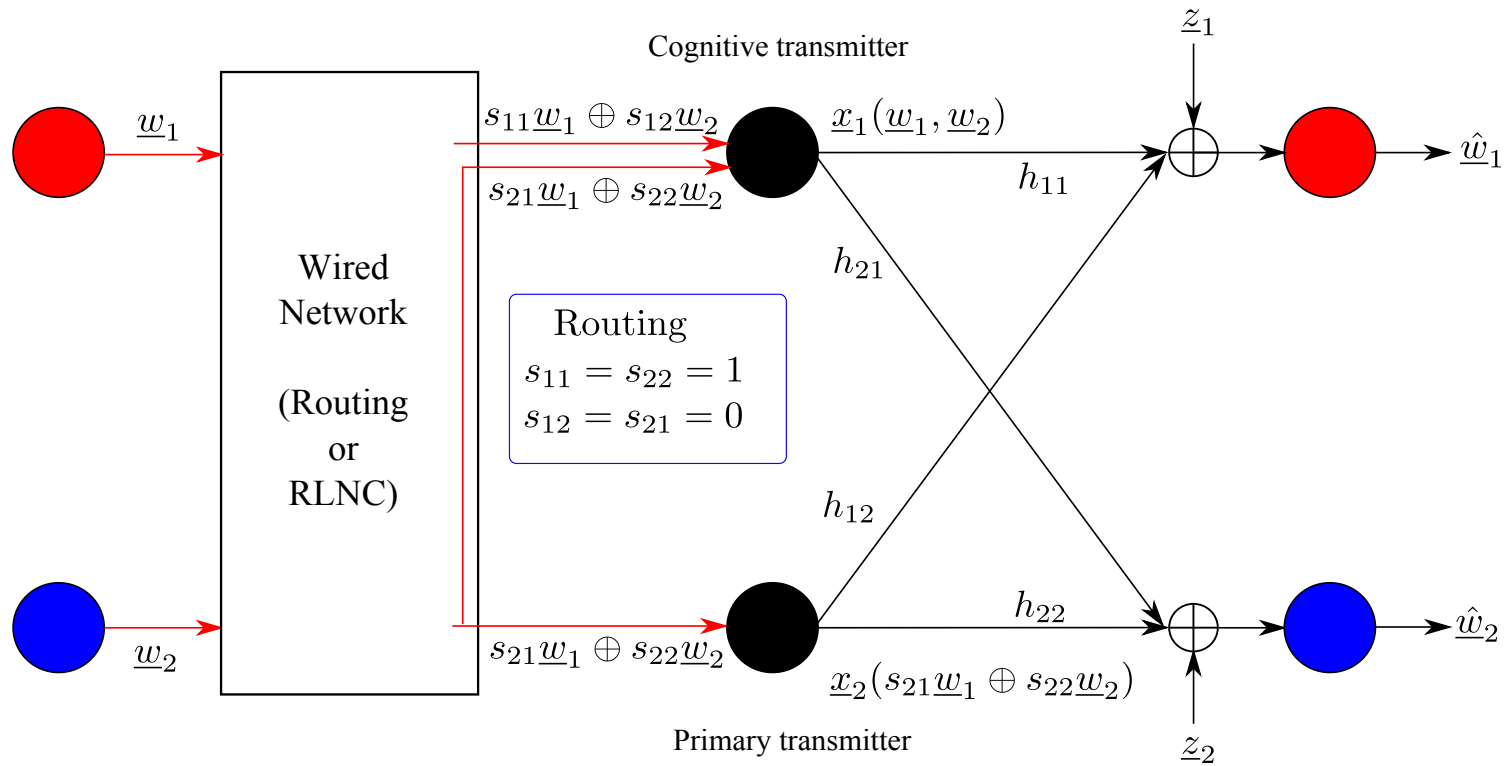 Cognitive transmitter
z̲₁
w̲₁
s₁₁w̲₁ ⊕ s₁₂w̲₂
x̲₁(w̲₁, w̲₂)
ŵ̲₁
h₁₁
s₂₁w̲₁ ⊕ s₂₂w̲₂
h₂₁
Wired
Network
(Routing
or
RLNC)
Routing
s₁₁ = s₂₂ = 1
s₁₂ = s₂₁ = 0
h₁₂
h₂₂
w̲₂
s₂₁w̲₁ ⊕ s₂₂w̲₂
x̲₂(s₂₁w̲₁ ⊕ s₂₂w̲₂)
ŵ̲₂
Primary transmitter
z̲₂